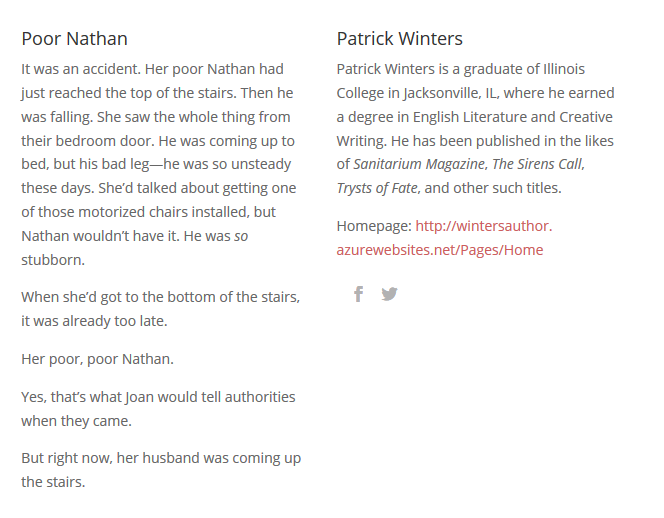 Poor Nathan
It was an accident. Her poor Nathan had
just reached the top of the stairs. Then he
was falling. She saw the whole thing from
their bedroom door. He was coming up to
bed, but his bad leg—he was so unsteady
these days. She’d talked about getting one
of those motorized chairs installed, but
Nathan wouldn’t have it. He was so
stubborn.
When she’d got to the bottom of the stairs,
it was already too late.
Her poor, poor Nathan.
Yes, that’s what Joan would tell authorities
when they came.
But right now, her husband was coming up
the stairs.
Patrick Winters
Patrick Winters is a graduate of Illinois
College in Jacksonville, IL, where he earned
a degree in English Literature and Creative
Writing. He has been published in the likes
of Sanitarium Magazine, The Sirens Call,
Trysts of Fate, and other such titles.
Homepage: http://wintersauthor.
azurewebsites.net/Pages/Home